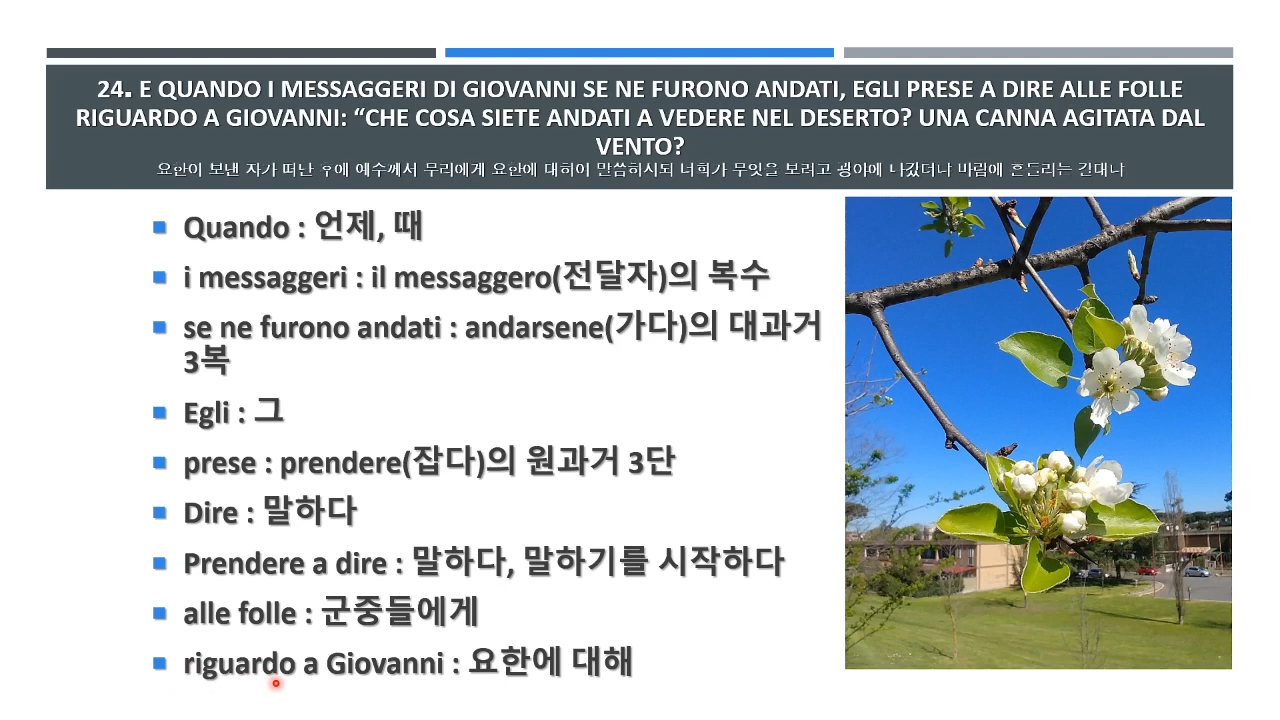 24. E QUANDO I MESSAGGERI DI GIOVANNI SE NE FURONO ANDATI, EGLI PRESE A DIRE ALLE FOLLE
RIGUARDO A GIOVANNI: “CHE COSA SIETE ANDATI A VEDERE NEL DESERTO? UNA CANNA AGITATA DAL
VENTO?
요한이 보낸 자가 떠난 후에 예수께서 무리에게 요한에 대하여 말씀하시되 너희가 무엇을 보려고 광야에 나갔더냐 바람에 흔들리는 갈대냐
Quando : 언제, 때
i messaggeri : il messaggero(전달자)의 복수
se ne furono andati : andarsene(가다)의 대과거
3복
Egli : 그
prese : prendere(잡다)의 원과거 3단
Dire : 말하다
Prendere a dire : 말하다, 말하기를 시작하다
alle folle : 군중들에게
riguardo a Giovanni : 요한에 대해